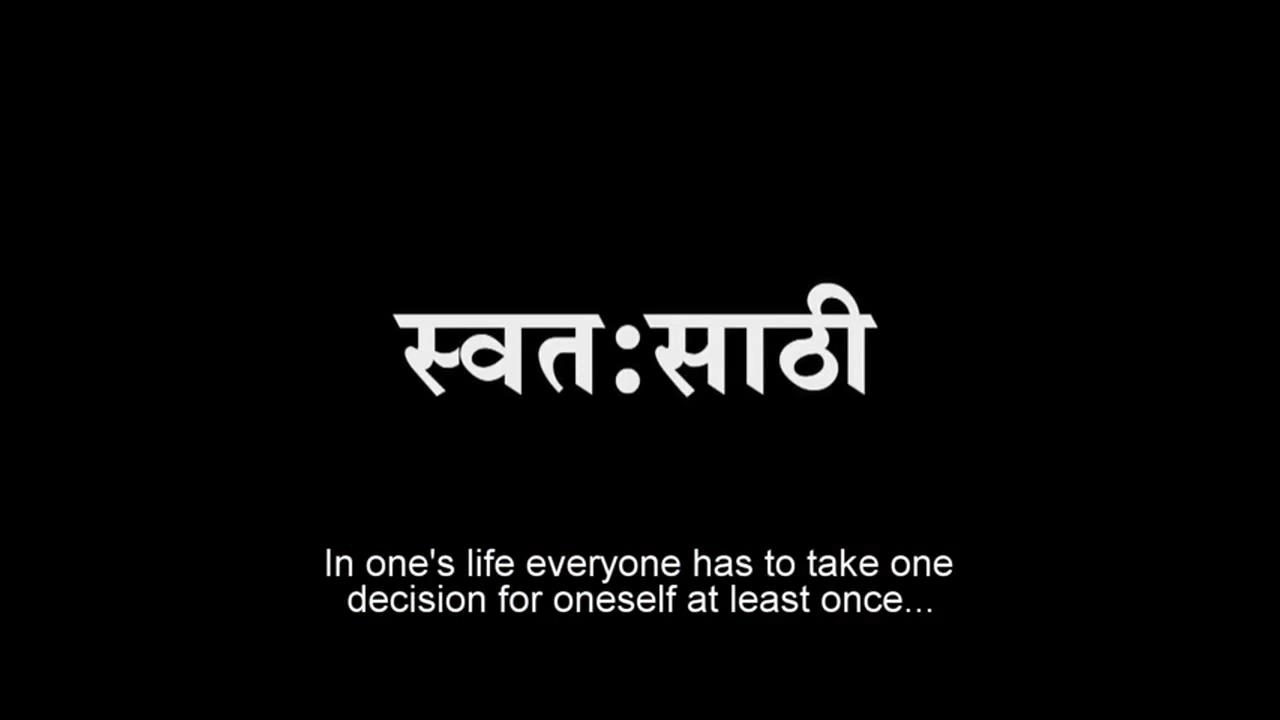 स्वत:साठी
In one's life everyone has to take one
decision for oneself at least once...